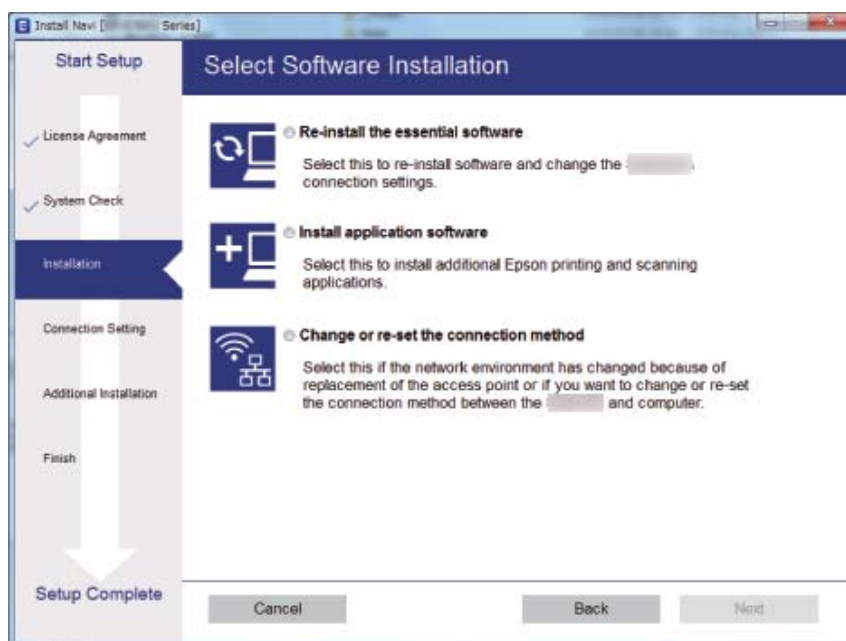 Install Navi [ Series]
Start Setup
Select Software Installation
License Agreement
System Check
Installation
Connection Setting
Additional Installation
Finish
Setup Complete
Re-install the essential software
Select this to re-install software and change the
connection settings.
Install application software
Select this to install additional Epson printing and scanning
applications.
Change or re-set the connection method
Select this if the network environment has changed because of
replacement of the access point or if you want to change or re-set
the connection method between the and computer.
Cancel
Back
Next